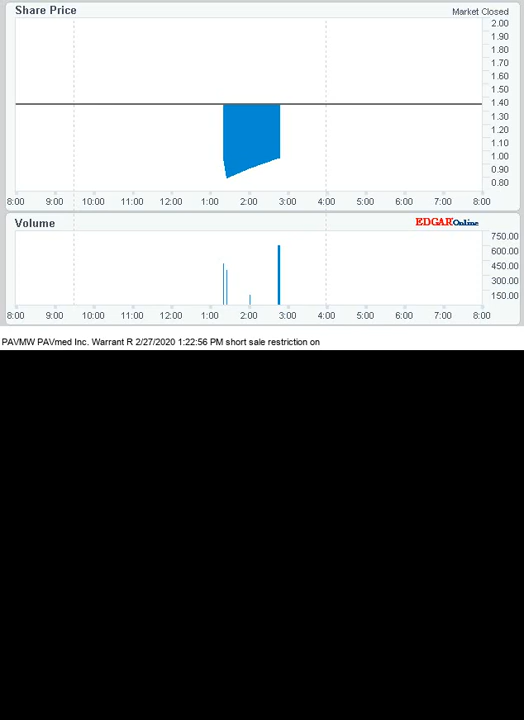 Share Price
Market Closed
2.00
1.90
1.80
1.70
1.60
1.50
1.40
1.30
1.20
1.10
1.00
0.90
0.80
8:00 9:00 10:00 11:00 12:00 1:00 2:00 3:00 4:00 5:00 6:00 7:00 8:00
Volume
EDGAROnline
750.00
600.00
450.00
300.00
150.00
8:00 9:00 10:00 11:00 12:00 1:00 2:00 3:00 4:00 5:00 6:00 7:00 8:00
PAVMW PAVmed Inc. Warrant R 2/27/2020 1:22:56 PM short sale restriction on